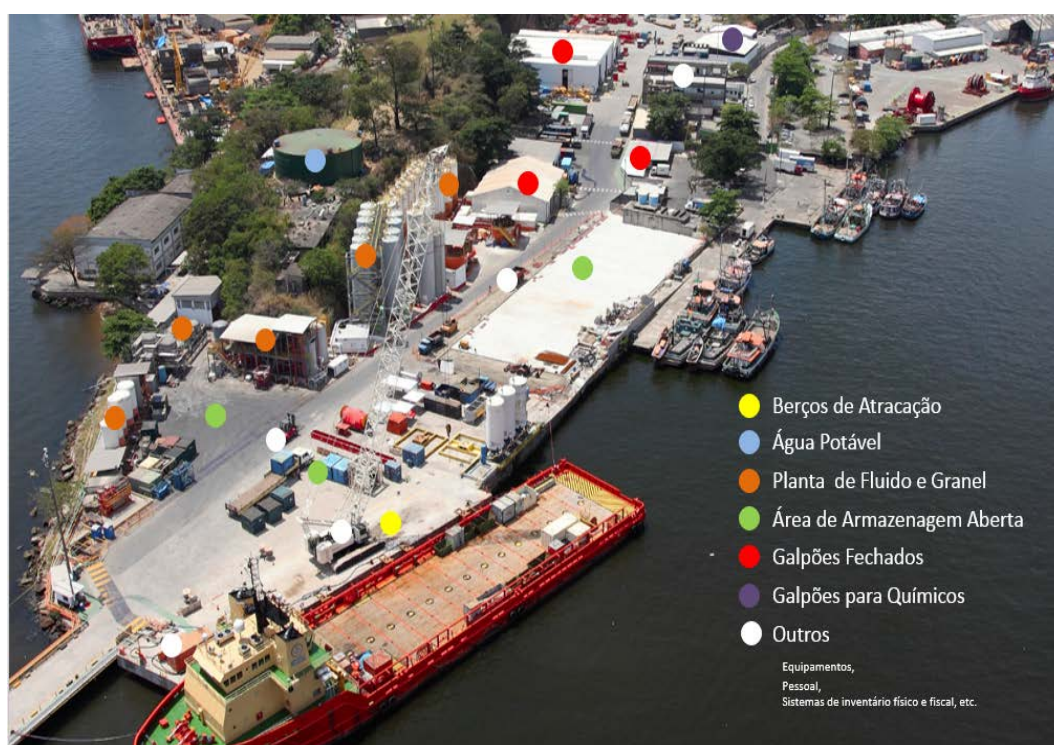 Berços de Atracação
Água Potável
Planta de Fluido e Granel
Área de Armazenagem Aberta
Galpões Fechados
Galpões para Químicos
Outros
Equipamentos,
Pessoal,
Sistemas de inventário físico e fiscal, etc.